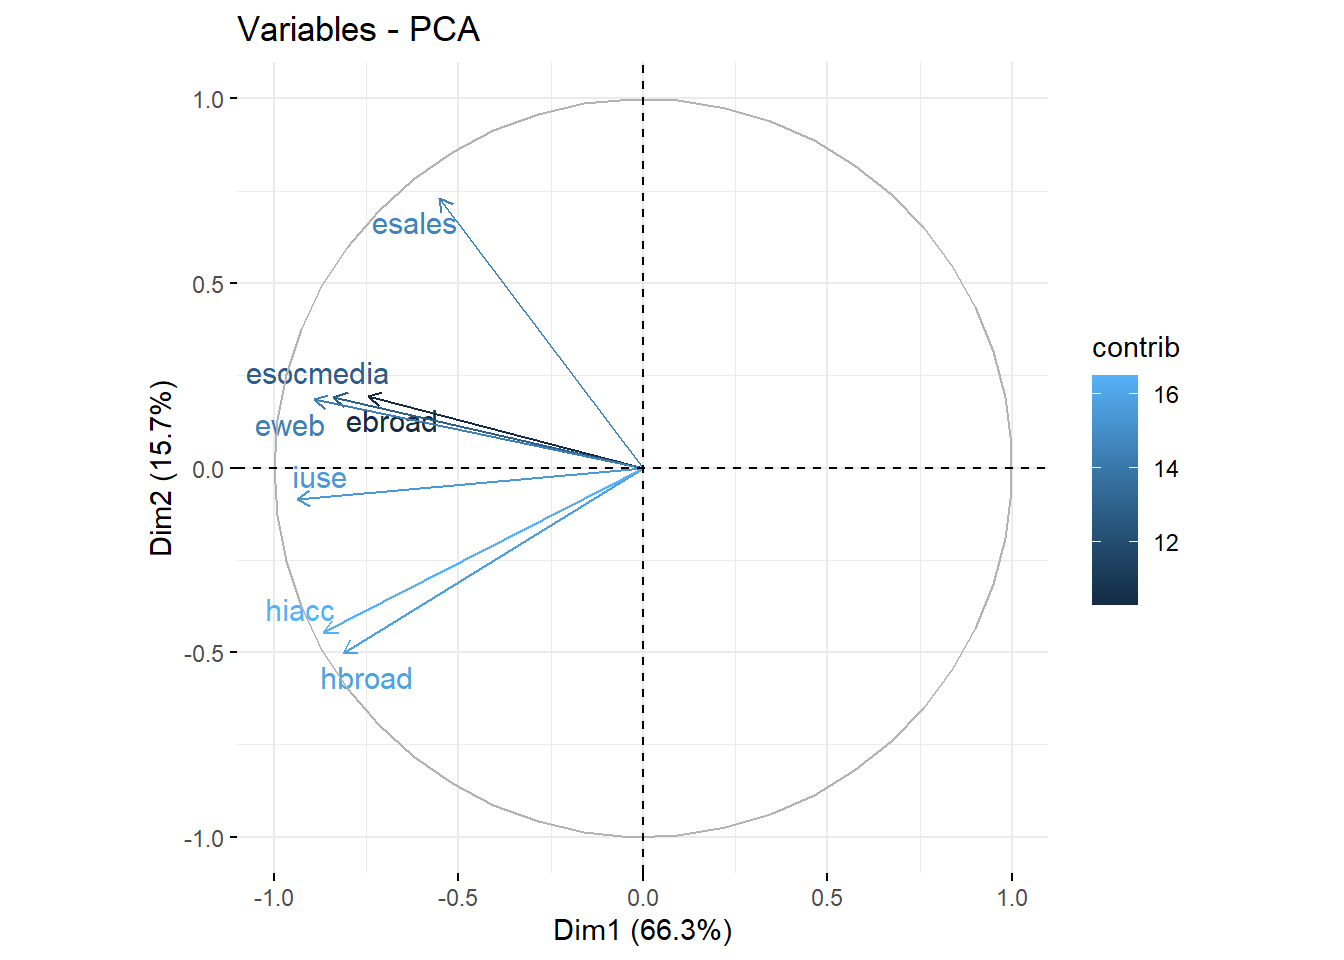 Variables - PCA
1.0
0.5
0.0
-0.5
-1.0
Dim2 (15.7%)
esales
esocmedia
eweb
ebroad
iuse
hiacc
hbroad
-1.0
-0.5
0.0
0.5
1.0
Dim1 (66.3%)
contrib
16
14
12